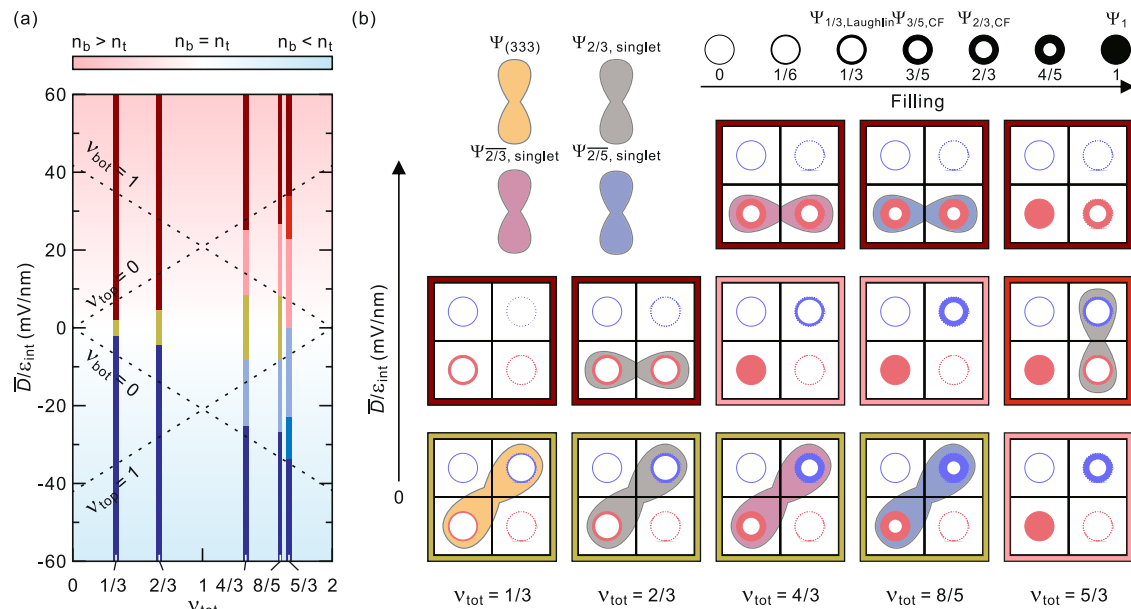 (a)
n_b > n_t n_b = n_t n_b < n_t
60
40
20
0
-20
-40
-60
D̅/ε_int (mV/nm)
ν_bot = 1
ν_top = 0
ν_bot = 0
ν_top = 1
0 1/3 2/3 1 4/3 8/5 5/3 2
ν_tot
(b)
Ψ_(333) Ψ_2/3, singlet
Ψ_2̅/̅3̅, singlet Ψ_2̅/̅5̅, singlet
Ψ_1/3,Laughlin Ψ_3/5,CF Ψ_2/3,CF Ψ_1
0 1/6 1/3 3/5 2/3 4/5 1
Filling
D̅/ε_int (mV/nm)
0
ν_tot = 1/3 ν_tot = 2/3 ν_tot = 4/3 ν_tot = 8/5 ν_tot = 5/3